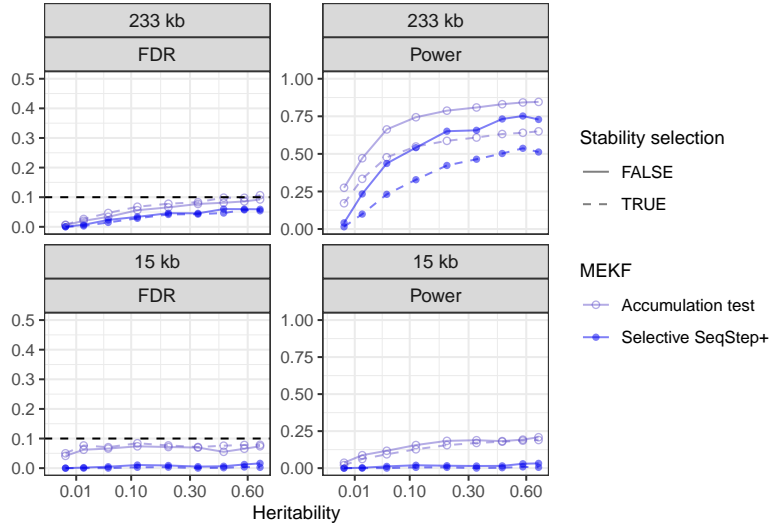 233 kb
233 kb
FDR
Power
0.5
0.4
0.3
0.2
0.1
0.0
1.00
0.75
0.50
0.25
0.00
15 kb
15 kb
FDR
Power
0.5
0.4
0.3
0.2
0.1
0.0
1.00
0.75
0.50
0.25
0.00
0.01 0.10 0.30 0.60
0.01 0.10 0.30 0.60
Heritability
Stability selection
FALSE
TRUE
MEKF
Accumulation test
Selective SeqStep+